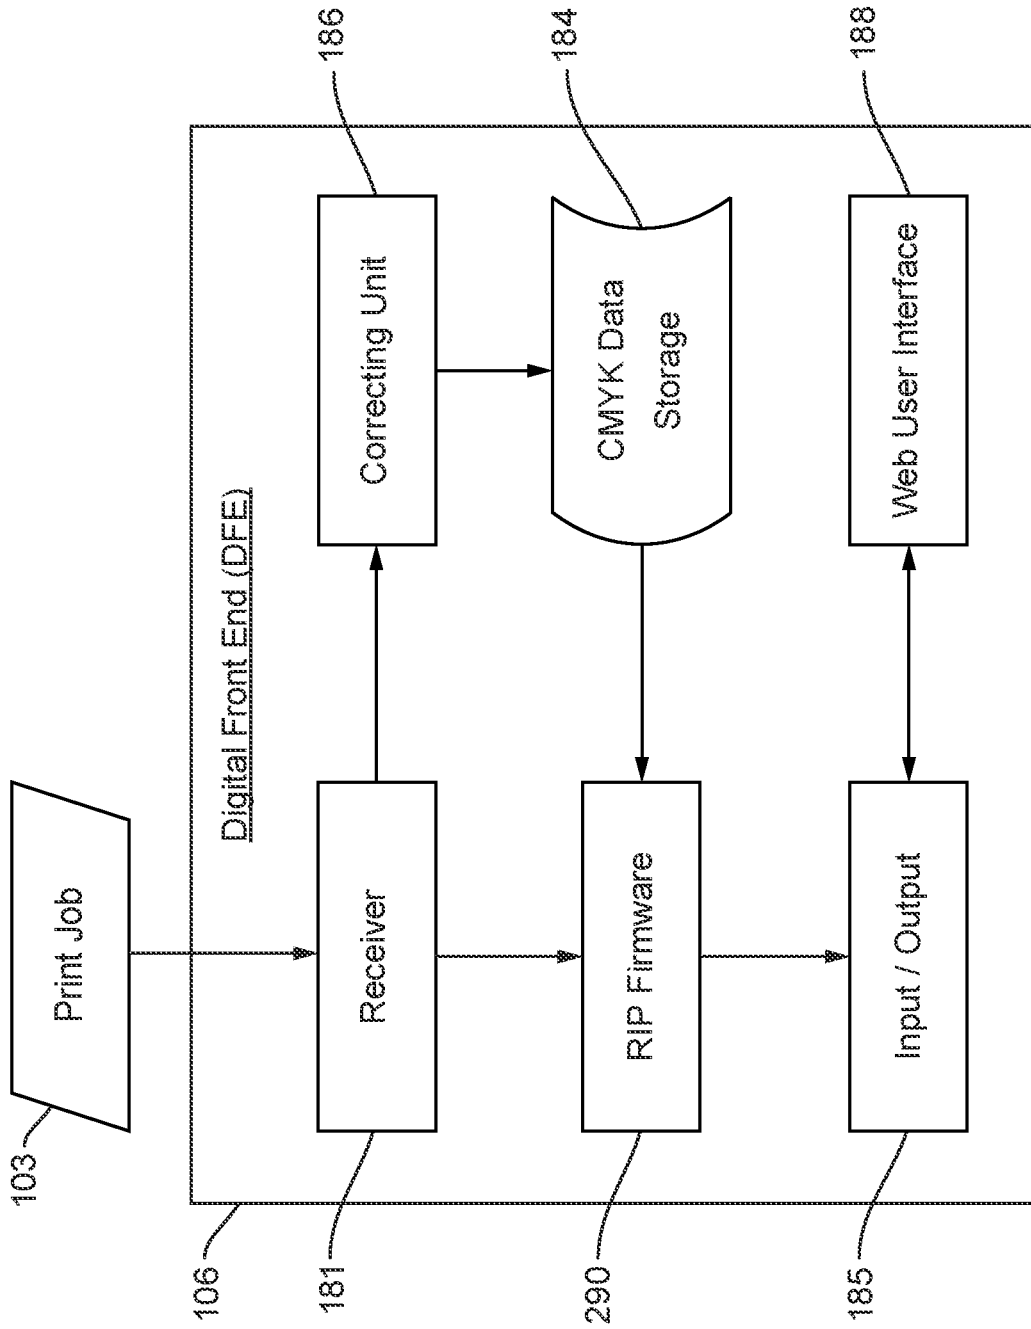 103
Print Job
106
Digital Front End (DFE)
181
Receiver
Correcting Unit
186
290
RIP Firmware
CMYK Data
Storage
184
185
Input / Output
Web User Interface
188